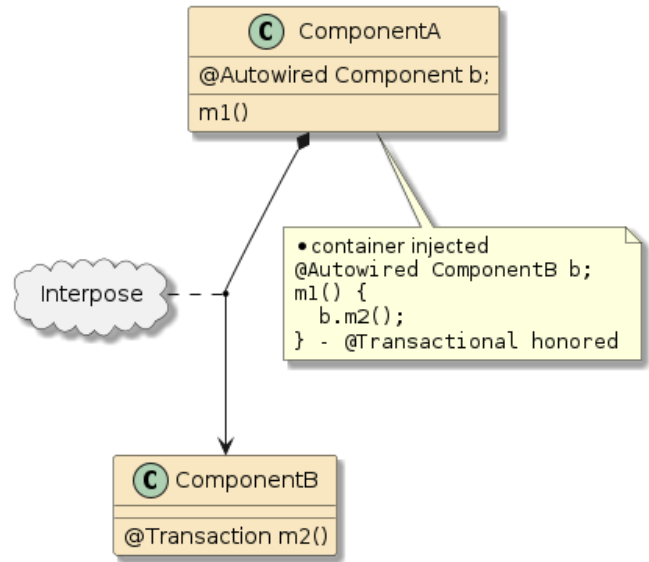 C ComponentA
@Autowired Component b;
m1()
• container injected
@Autowired ComponentB b;
m1() {
  b.m2();
} - @Transactional honored
Interpose
C ComponentB
@Transaction m2()